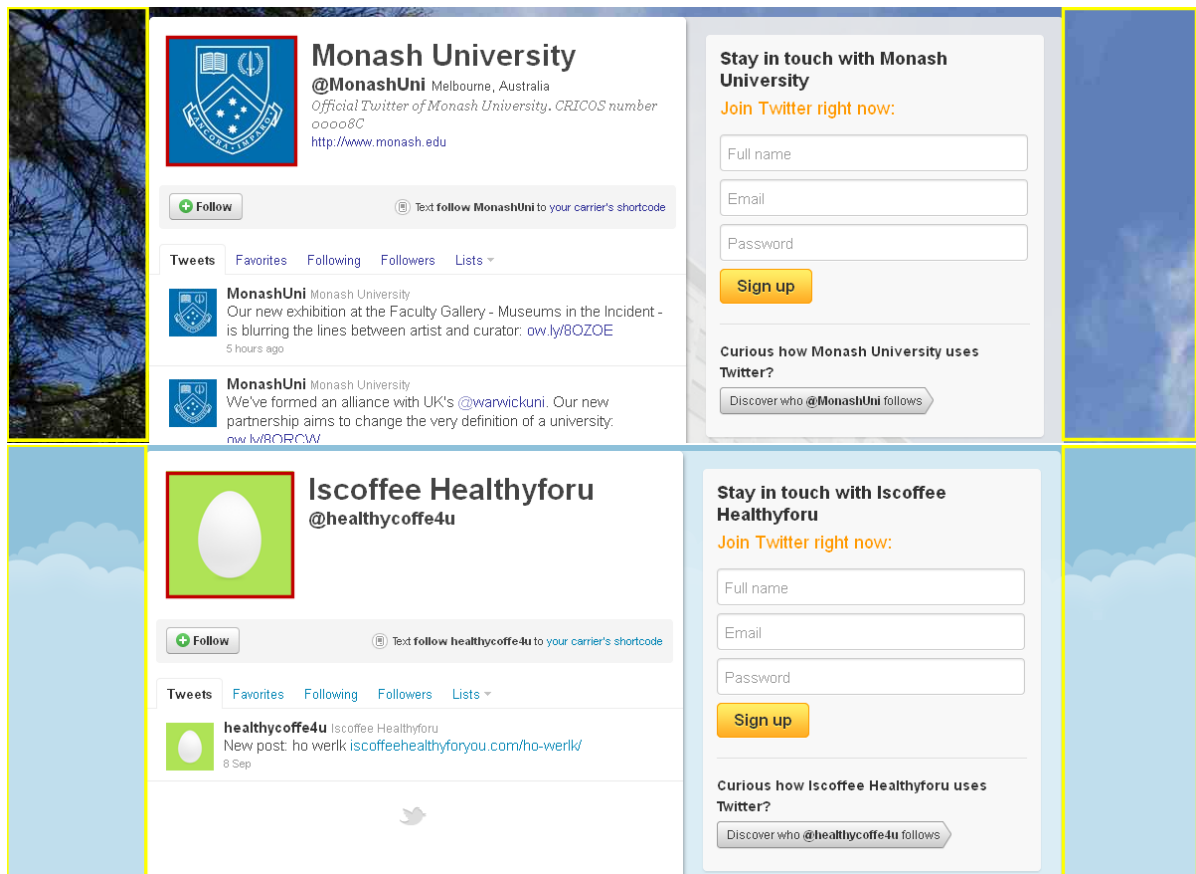 Monash University
@MonashUni Melbourne, Australia
Official Twitter of Monash University. CRICOS number
00008C
http://www.monash.edu
ANCORA IMPARO
Follow
Text follow MonashUni to your carrier's shortcode
Tweets Favorites Following Followers Lists
MonashUni Monash University
Our new exhibition at the Faculty Gallery - Museums in the Incident -
is blurring the lines between artist and curator: ow.ly/8OZOE
5 hours ago
MonashUni Monash University
We've formed an alliance with UK's @warwickuni. Our new
partnership aims to change the very definition of a university:
ow.ly/8ORCW
Stay in touch with Monash
University
Join Twitter right now:
Full name
Email
Password
Sign up
Curious how Monash University uses
Twitter?
Discover who @MonashUni follows
Iscoffee Healthyforu
@healthycoffe4u
Follow
Text follow healthycoffe4u to your carrier's shortcode
Tweets Favorites Following Followers Lists
healthycoffe4u Iscoffee Healthyforu
New post: ho werlk iscoffeehealthyforyou.com/ho-werlk/
8 Sep
Stay in touch with Iscoffee
Healthyforu
Join Twitter right now:
Full name
Email
Password
Sign up
Curious how Iscoffee Healthyforu uses
Twitter?
Discover who @healthycoffe4u follows